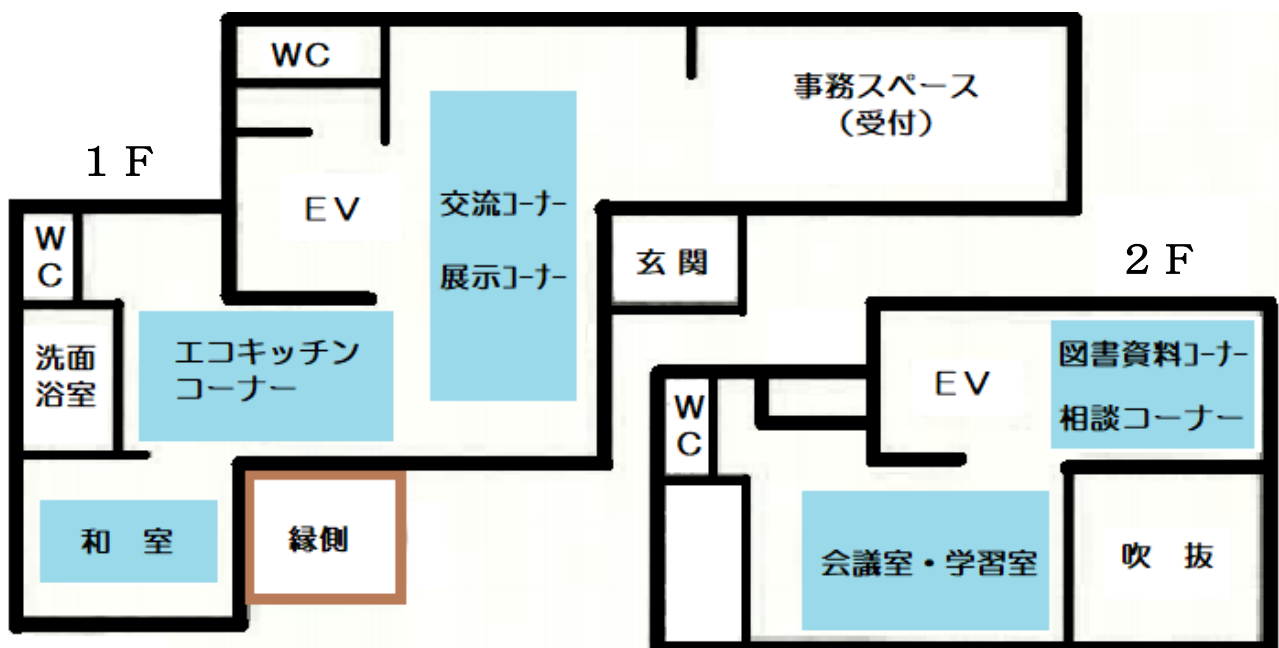 １Ｆ
WC
事務スペース
（受付）
EV
交流ｺｰﾅｰ
展示ｺｰﾅｰ
WC
玄関
洗面
浴室
エコキッチン
コーナー
和室
縁側
２Ｆ
WC
EV
図書資料ｺｰﾅｰ
相談コーナー
会議室・学習室
吹抜